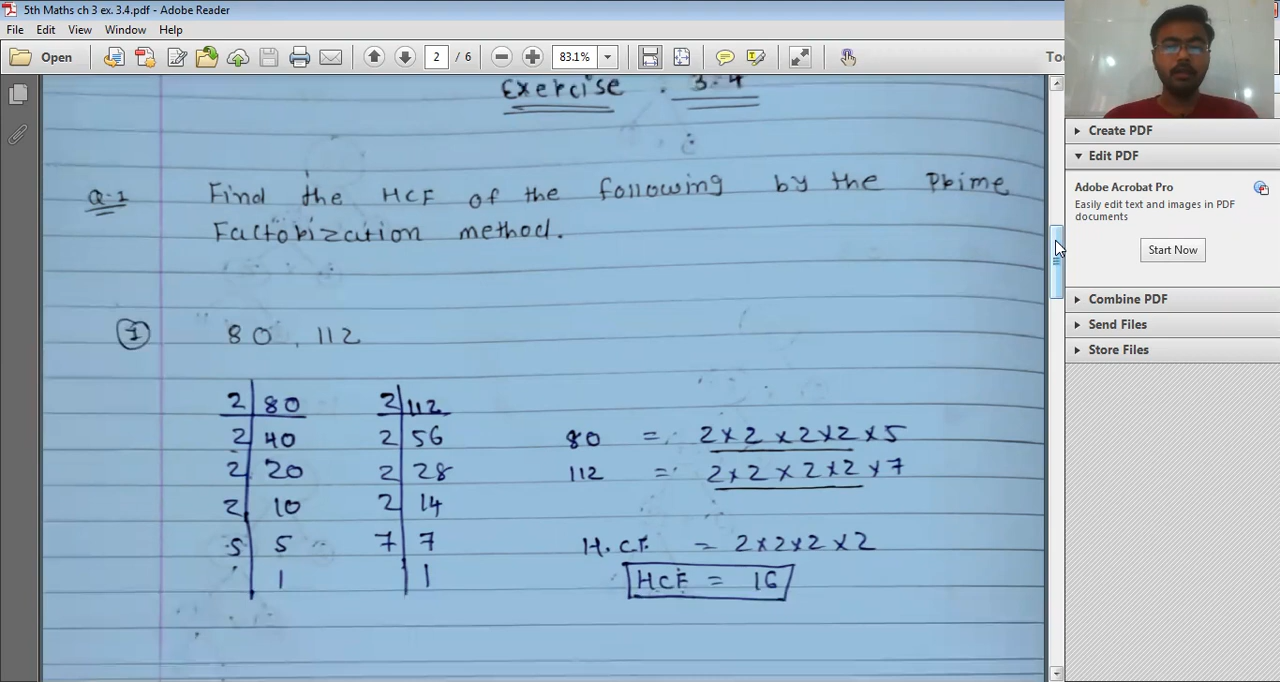 5th Maths ch 3 ex. 3.4.pdf - Adobe Reader
File Edit View Window Help
Open 2 / 6 83.1%
Exercise . 3.4
Q-1 Find the HCF of the following by the Prime
Factorization method.
1 80, 112
2 80 2 112
2 40 2 56 80 = 2×2×2×2×5
2 20 2 28 112 = 2×2×2×2×7
2 10 2 14
5 5 7 7 H.C.F. = 2×2×2×2
1 1 HCF = 16
Create PDF
Edit PDF
Adobe Acrobat Pro
Easily edit text and images in PDF
documents
Start Now
Combine PDF
Send Files
Store Files